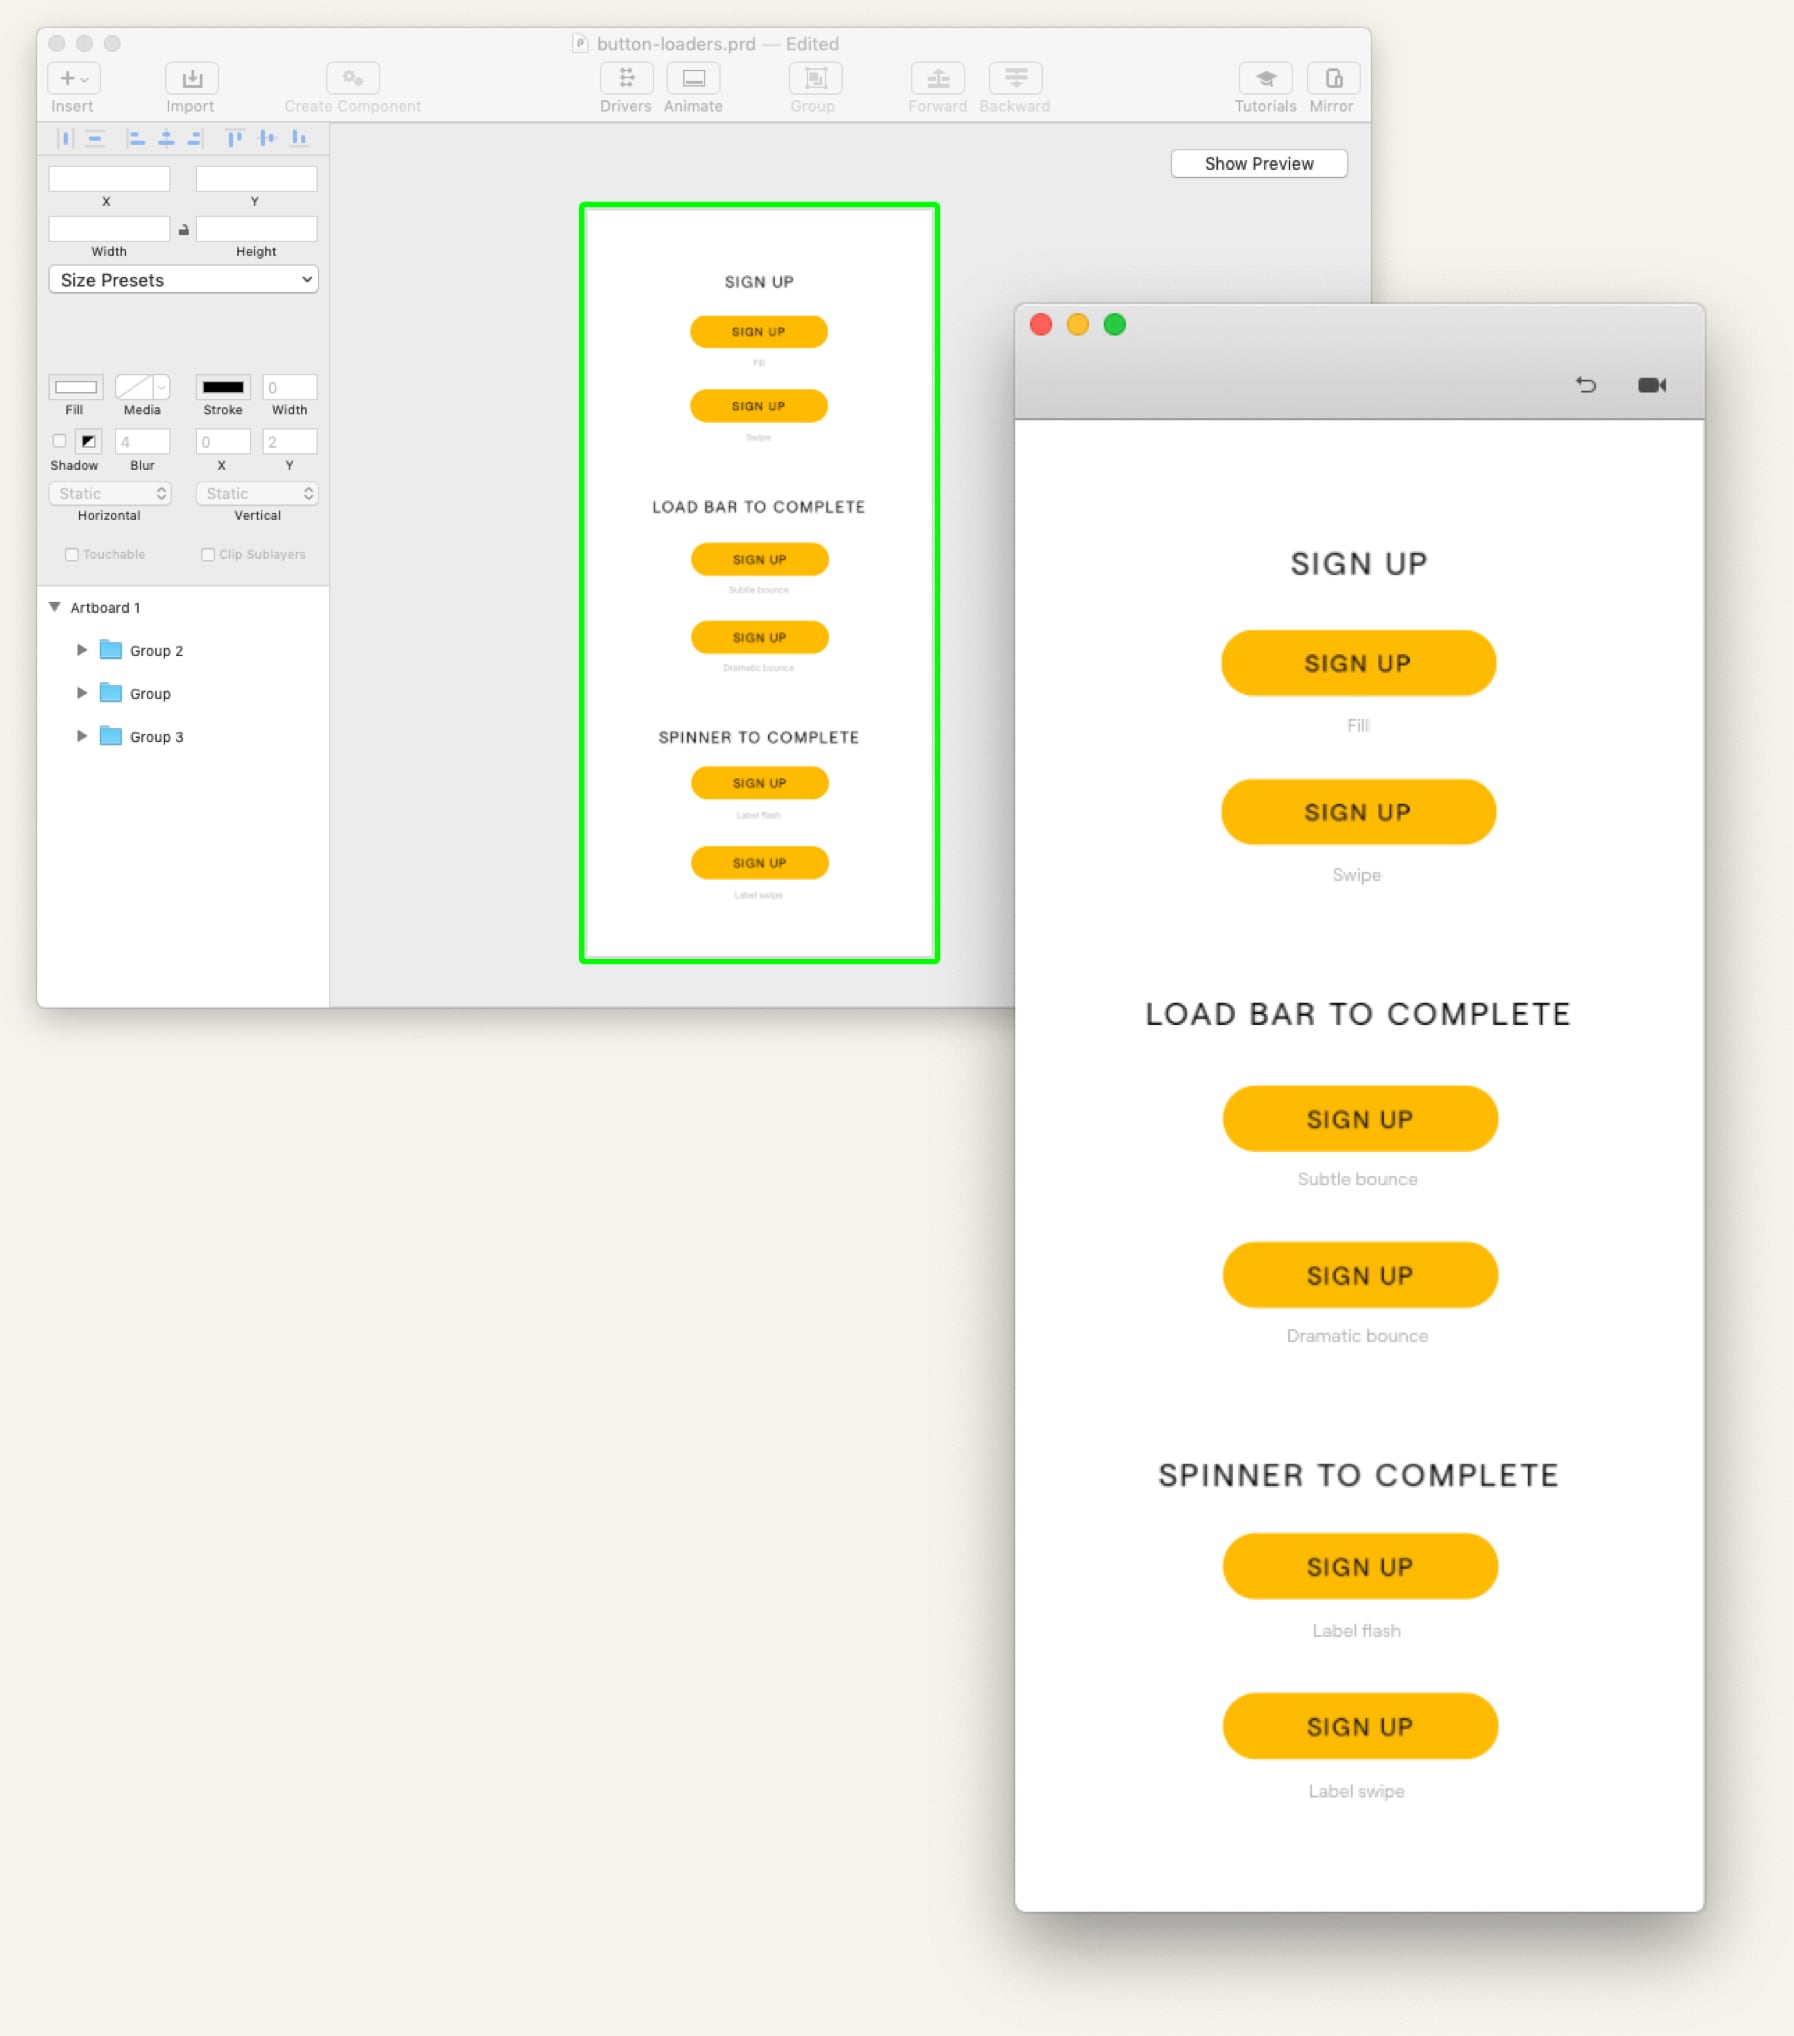 button-loaders.prd — Edited
Insert
Import
Create Component
Drivers
Animate
Group
Forward
Backward
Tutorials
Mirror
Show Preview
X
Y
Width
Height
Size Presets
0
Fill
Media
Stroke
Width
4
0
2
Shadow
Blur
X
Y
Static
Static
Horizontal
Vertical
Touchable
Clip Sublayers
Artboard 1
Group 2
Group
Group 3
SIGN UP
SIGN UP
Fill
SIGN UP
Swipe
LOAD BAR TO COMPLETE
SIGN UP
Subtle bounce
SIGN UP
Dramatic bounce
SPINNER TO COMPLETE
SIGN UP
Label flash
SIGN UP
Label swipe
SIGN UP
SIGN UP
Fill
SIGN UP
Swipe
LOAD BAR TO COMPLETE
SIGN UP
Subtle bounce
SIGN UP
Dramatic bounce
SPINNER TO COMPLETE
SIGN UP
Label flash
SIGN UP
Label swipe